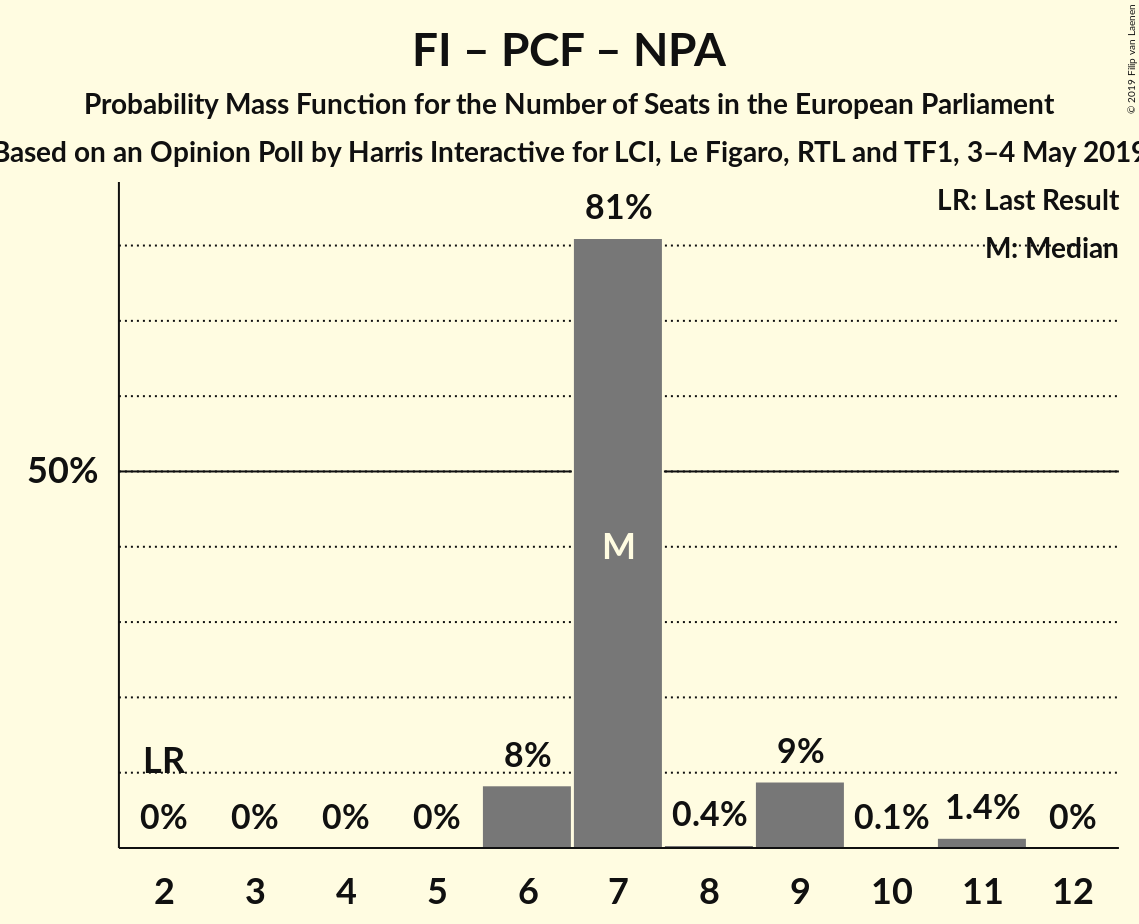 FI – PCF – NPA
Probability Mass Function for the Number of Seats in the European Parliament
Based on an Opinion Poll by Harris Interactive for LCI, Le Figaro, RTL and TF1, 3–4 May 2019
© 2019 Filip van Laenen
LR: Last Result
M: Median
81%
50%
M
LR
8%
9%
0% 0% 0% 0% 0.4% 0.1% 1.4% 0%
2 3 4 5 6 7 8 9 10 11 12